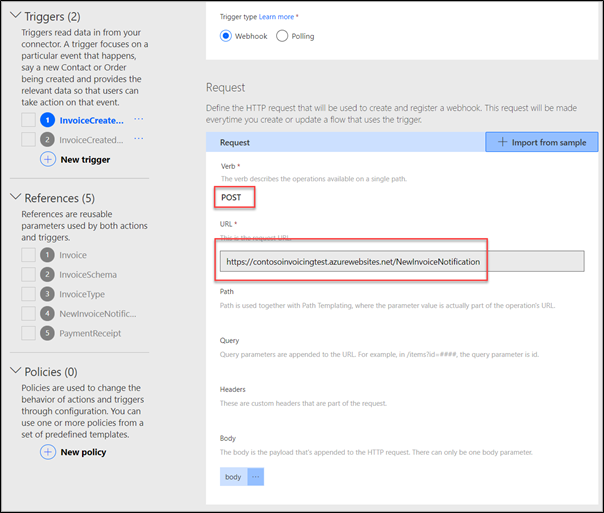 Triggers (2)
Triggers read data in from your
connector. A trigger focuses on a
particular event that happens,
say a new Contact or Order
being created and provides the
relevant data so that users can
take action on that event.
1 InvoiceCreate... ...
2 InvoiceCreated... ...
New trigger
References (5)
References are reusable
parameters used by both actions
and triggers.
1 Invoice
2 InvoiceSchema
3 InvoiceType
4 NewInvoiceNotific...
5 PaymentReceipt
Policies (0)
Policies are used to change the
behavior of actions and triggers
through configuration. You can
use one or more policies from a
set of predefined templates.
New policy
Trigger type Learn more *
Webhook Polling
Request
Define the HTTP request that will be used to create and register a webhook. This request will be made
everytime you create or update a flow that uses the trigger.
Request
Import from sample
Verb *
The verb describes the operations available on a single path.
POST
URL *
This is the request URL.
https://contosoinvoicingtest.azurewebsites.net/NewInvoiceNotification
Path
Path is used together with Path Templating, where the parameter value is actually part of the operation's URL.
Query
Query parameters are appended to the URL. For example, in /items?id=####, the query parameter is id.
Headers
These are custom headers that are part of the request.
Body
The body is the payload that's appended to the HTTP request. There can only be one body parameter.
body ...